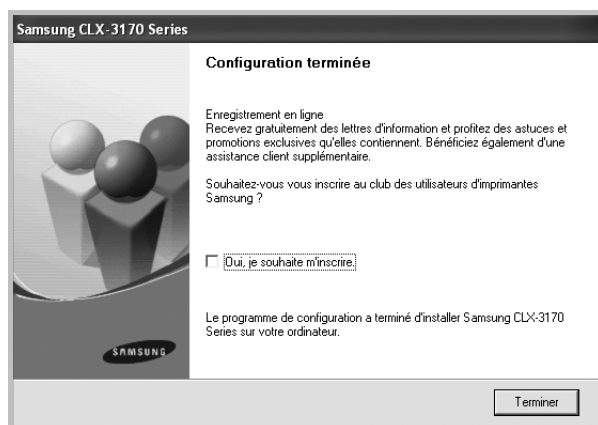 Samsung CLX-3170 Series
Configuration terminée
Enregistrement en ligne
Recevez gratuitement des lettres d'information et profitez des astuces et
promotions exclusives qu'elles contiennent. Bénéficiez également d'une
assistance client supplémentaire.
Souhaitez-vous vous inscrire au club des utilisateurs d'imprimantes
Samsung ?
Oui, je souhaite m'inscrire.
Le programme de configuration a terminé d'installer Samsung CLX-3170
Series sur votre ordinateur.
SAMSUNG
Terminer